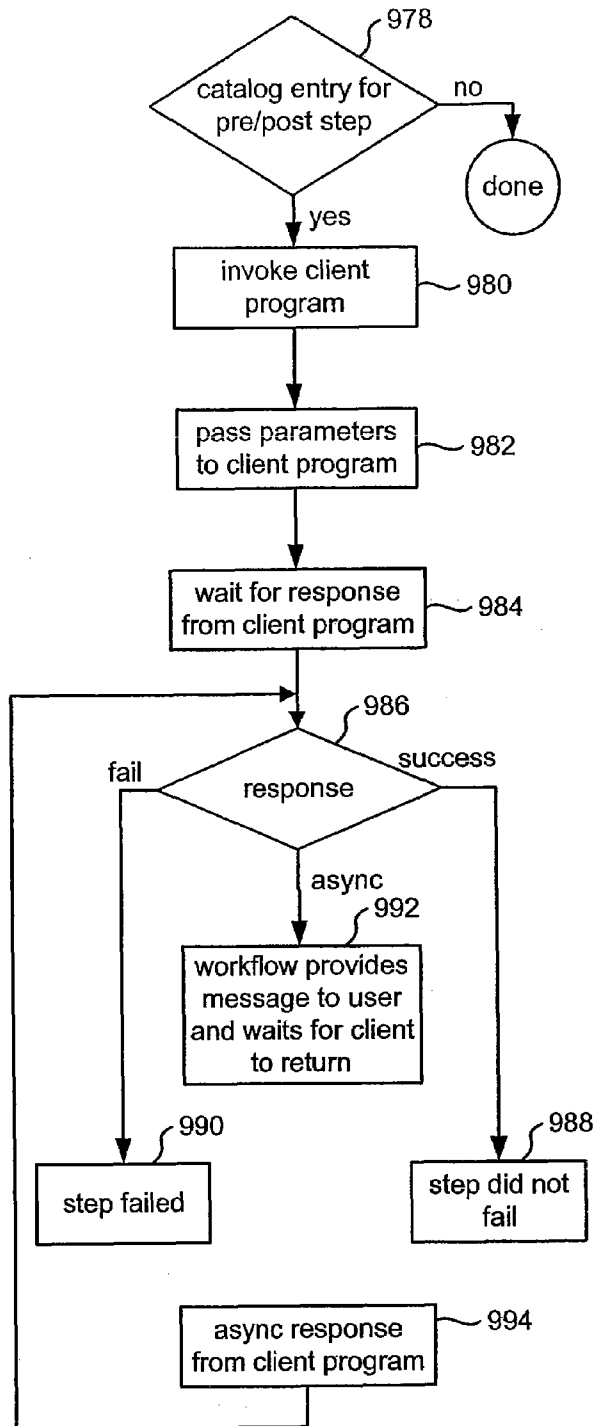 978
catalog entry for
pre/post step
no
done
yes
invoke client
program
980
pass parameters
to client program
982
wait for response
from client program
984
986
fail
success
response
async
992
workflow provides
message to user
and waits for client
to return
990
step failed
988
step did not
fail
async response
from client program
994